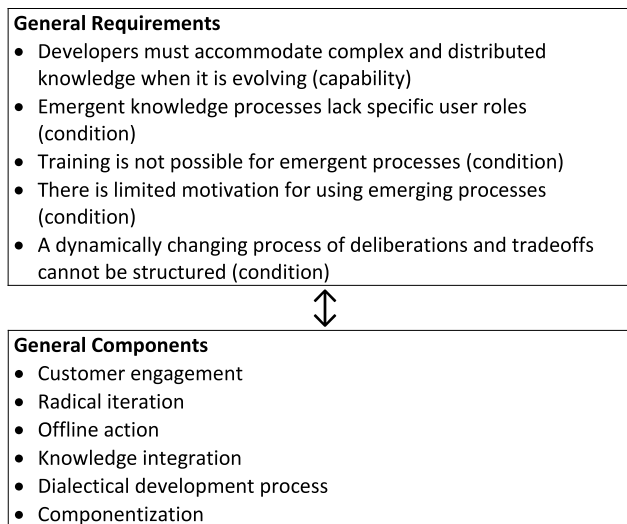 General Requirements
• Developers must accommodate complex and distributed
knowledge when it is evolving (capability)
• Emergent knowledge processes lack specific user roles
(condition)
• Training is not possible for emergent processes (condition)
• There is limited motivation for using emerging processes
(condition)
• A dynamically changing process of deliberations and tradeoffs
cannot be structured (condition)
General Components
• Customer engagement
• Radical iteration
• Offline action
• Knowledge integration
• Dialectical development process
• Componentization